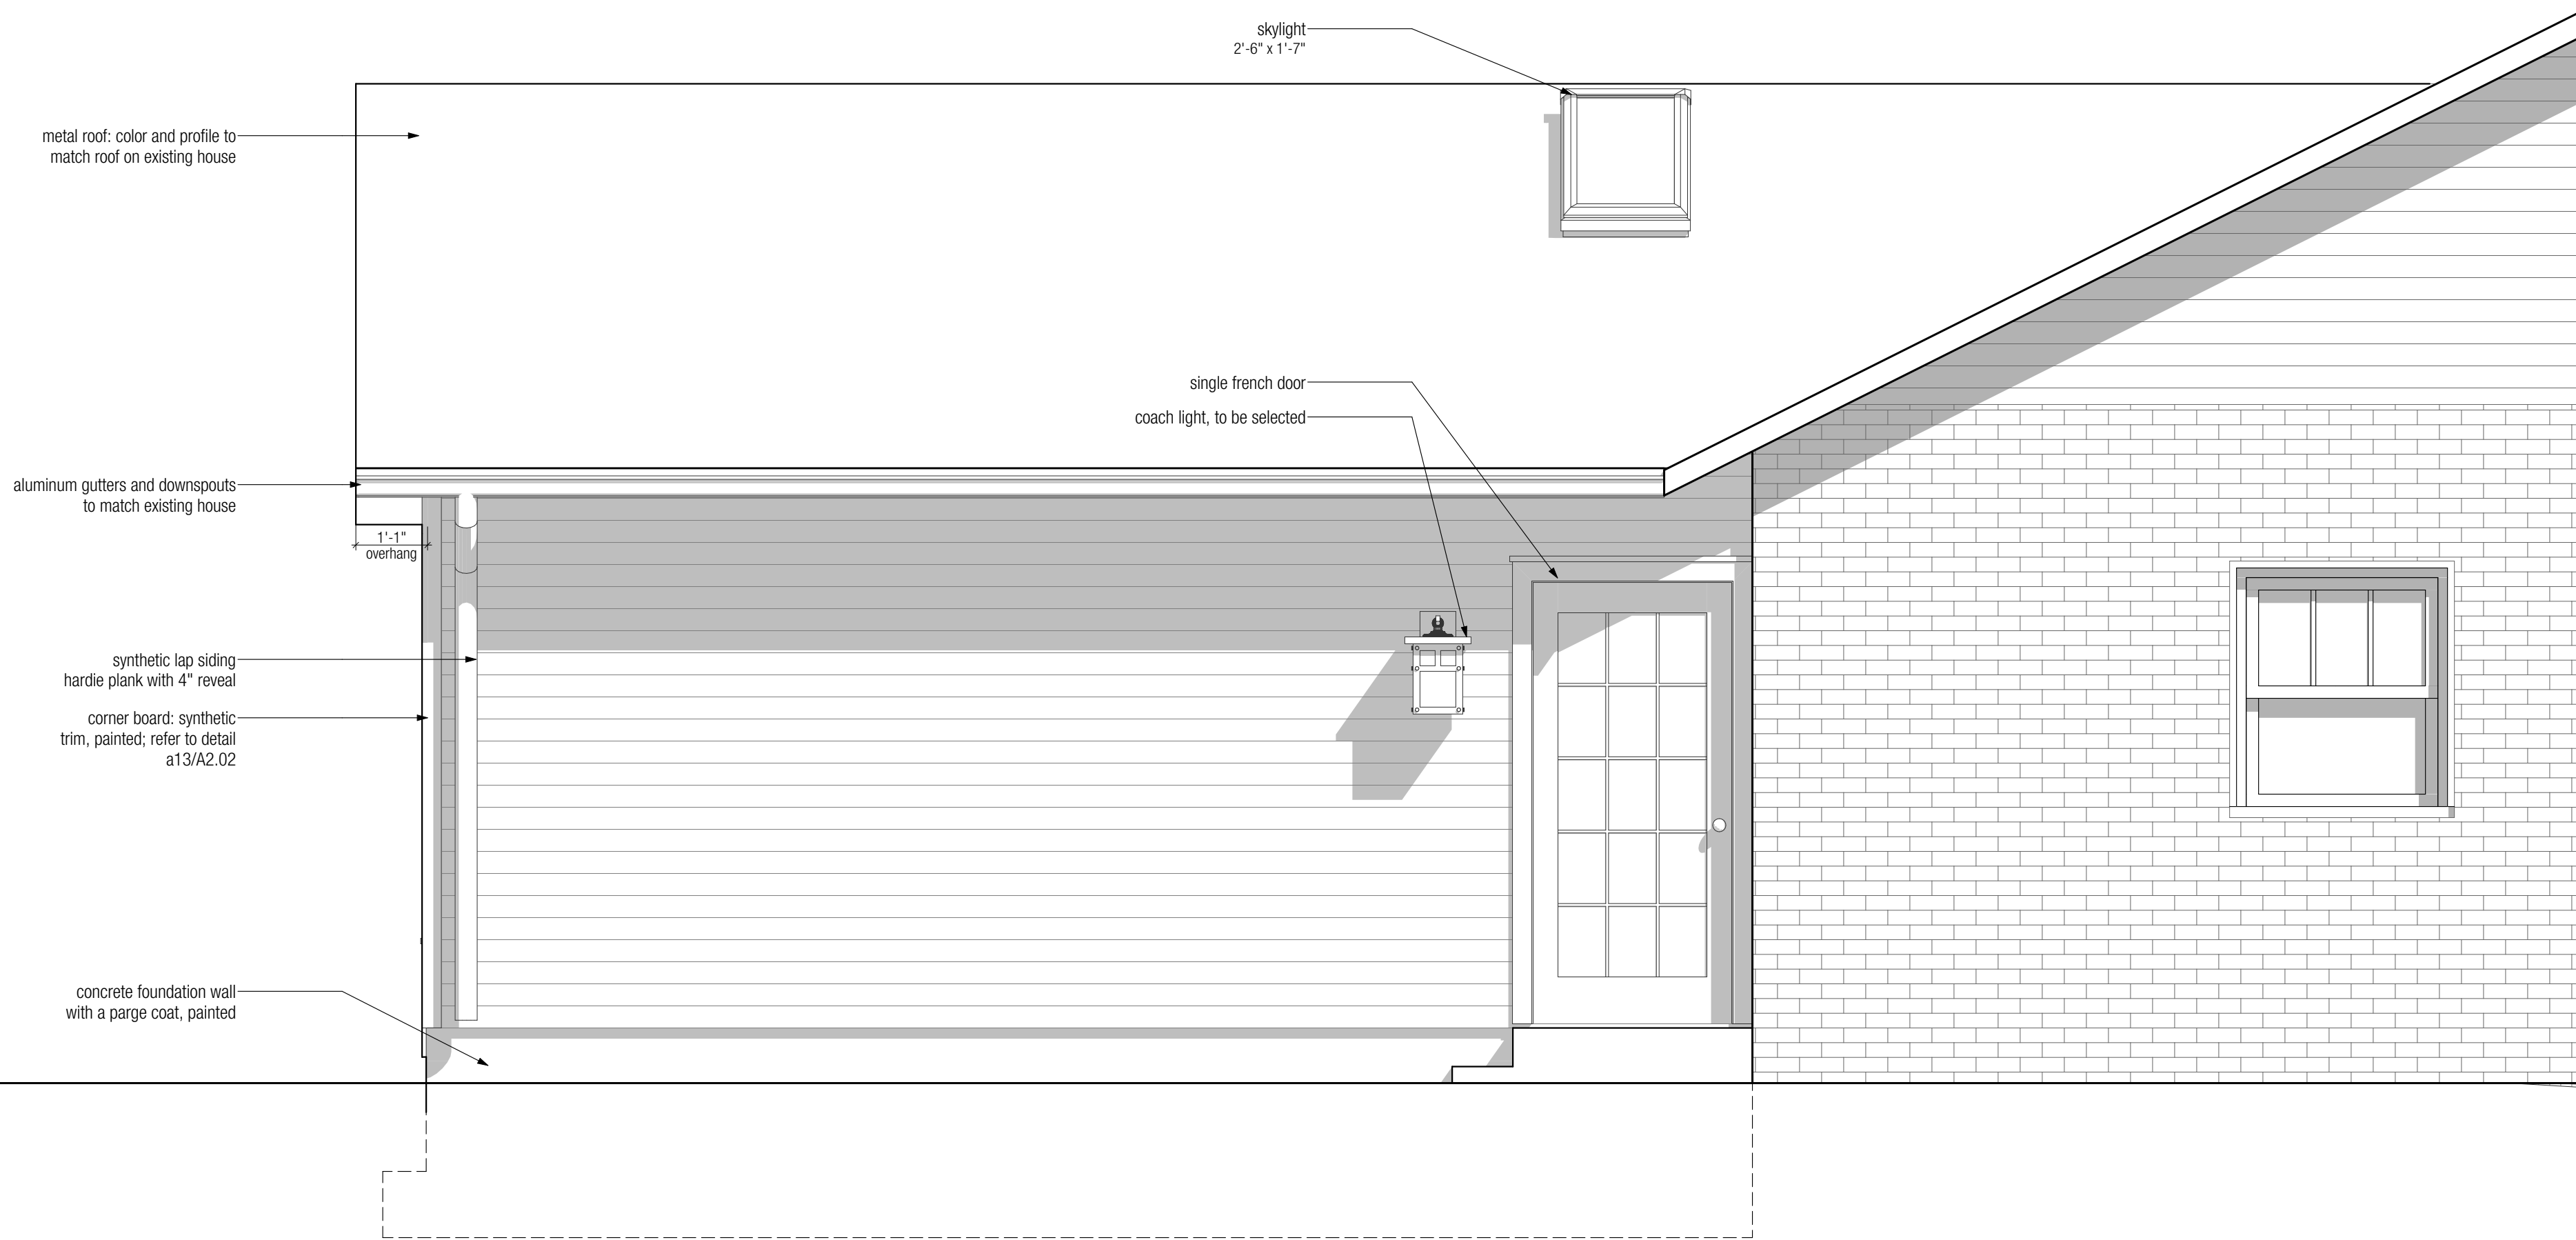 skylight
2'-6" x 1'-7"
metal roof: color and profile to
match roof on existing house
single french door
coach light, to be selected
aluminum gutters and downspouts
to match existing house
1'-1"
overhang
synthetic lap siding
hardie plank with 4" reveal
corner board: synthetic
trim, painted; refer to detail
a13/A2.02
concrete foundation wall
with a parge coat, painted